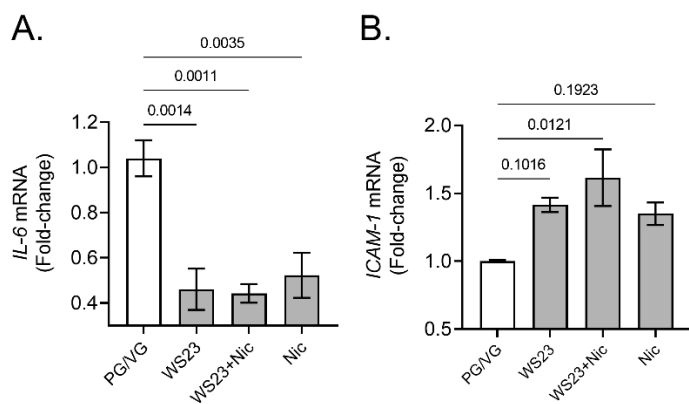 A.
0.0035
0.0011
0.0014
1.2
1.0
0.8
0.6
0.4
IL-6 mRNA
(Fold-change)
PG/VG
WS23
WS23+Nic
Nic
B.
0.1923
0.0121
0.1016
2.0
1.5
1.0
0.5
ICAM-1 mRNA
(Fold-change)
PG/VG
WS23
WS23+Nic
Nic